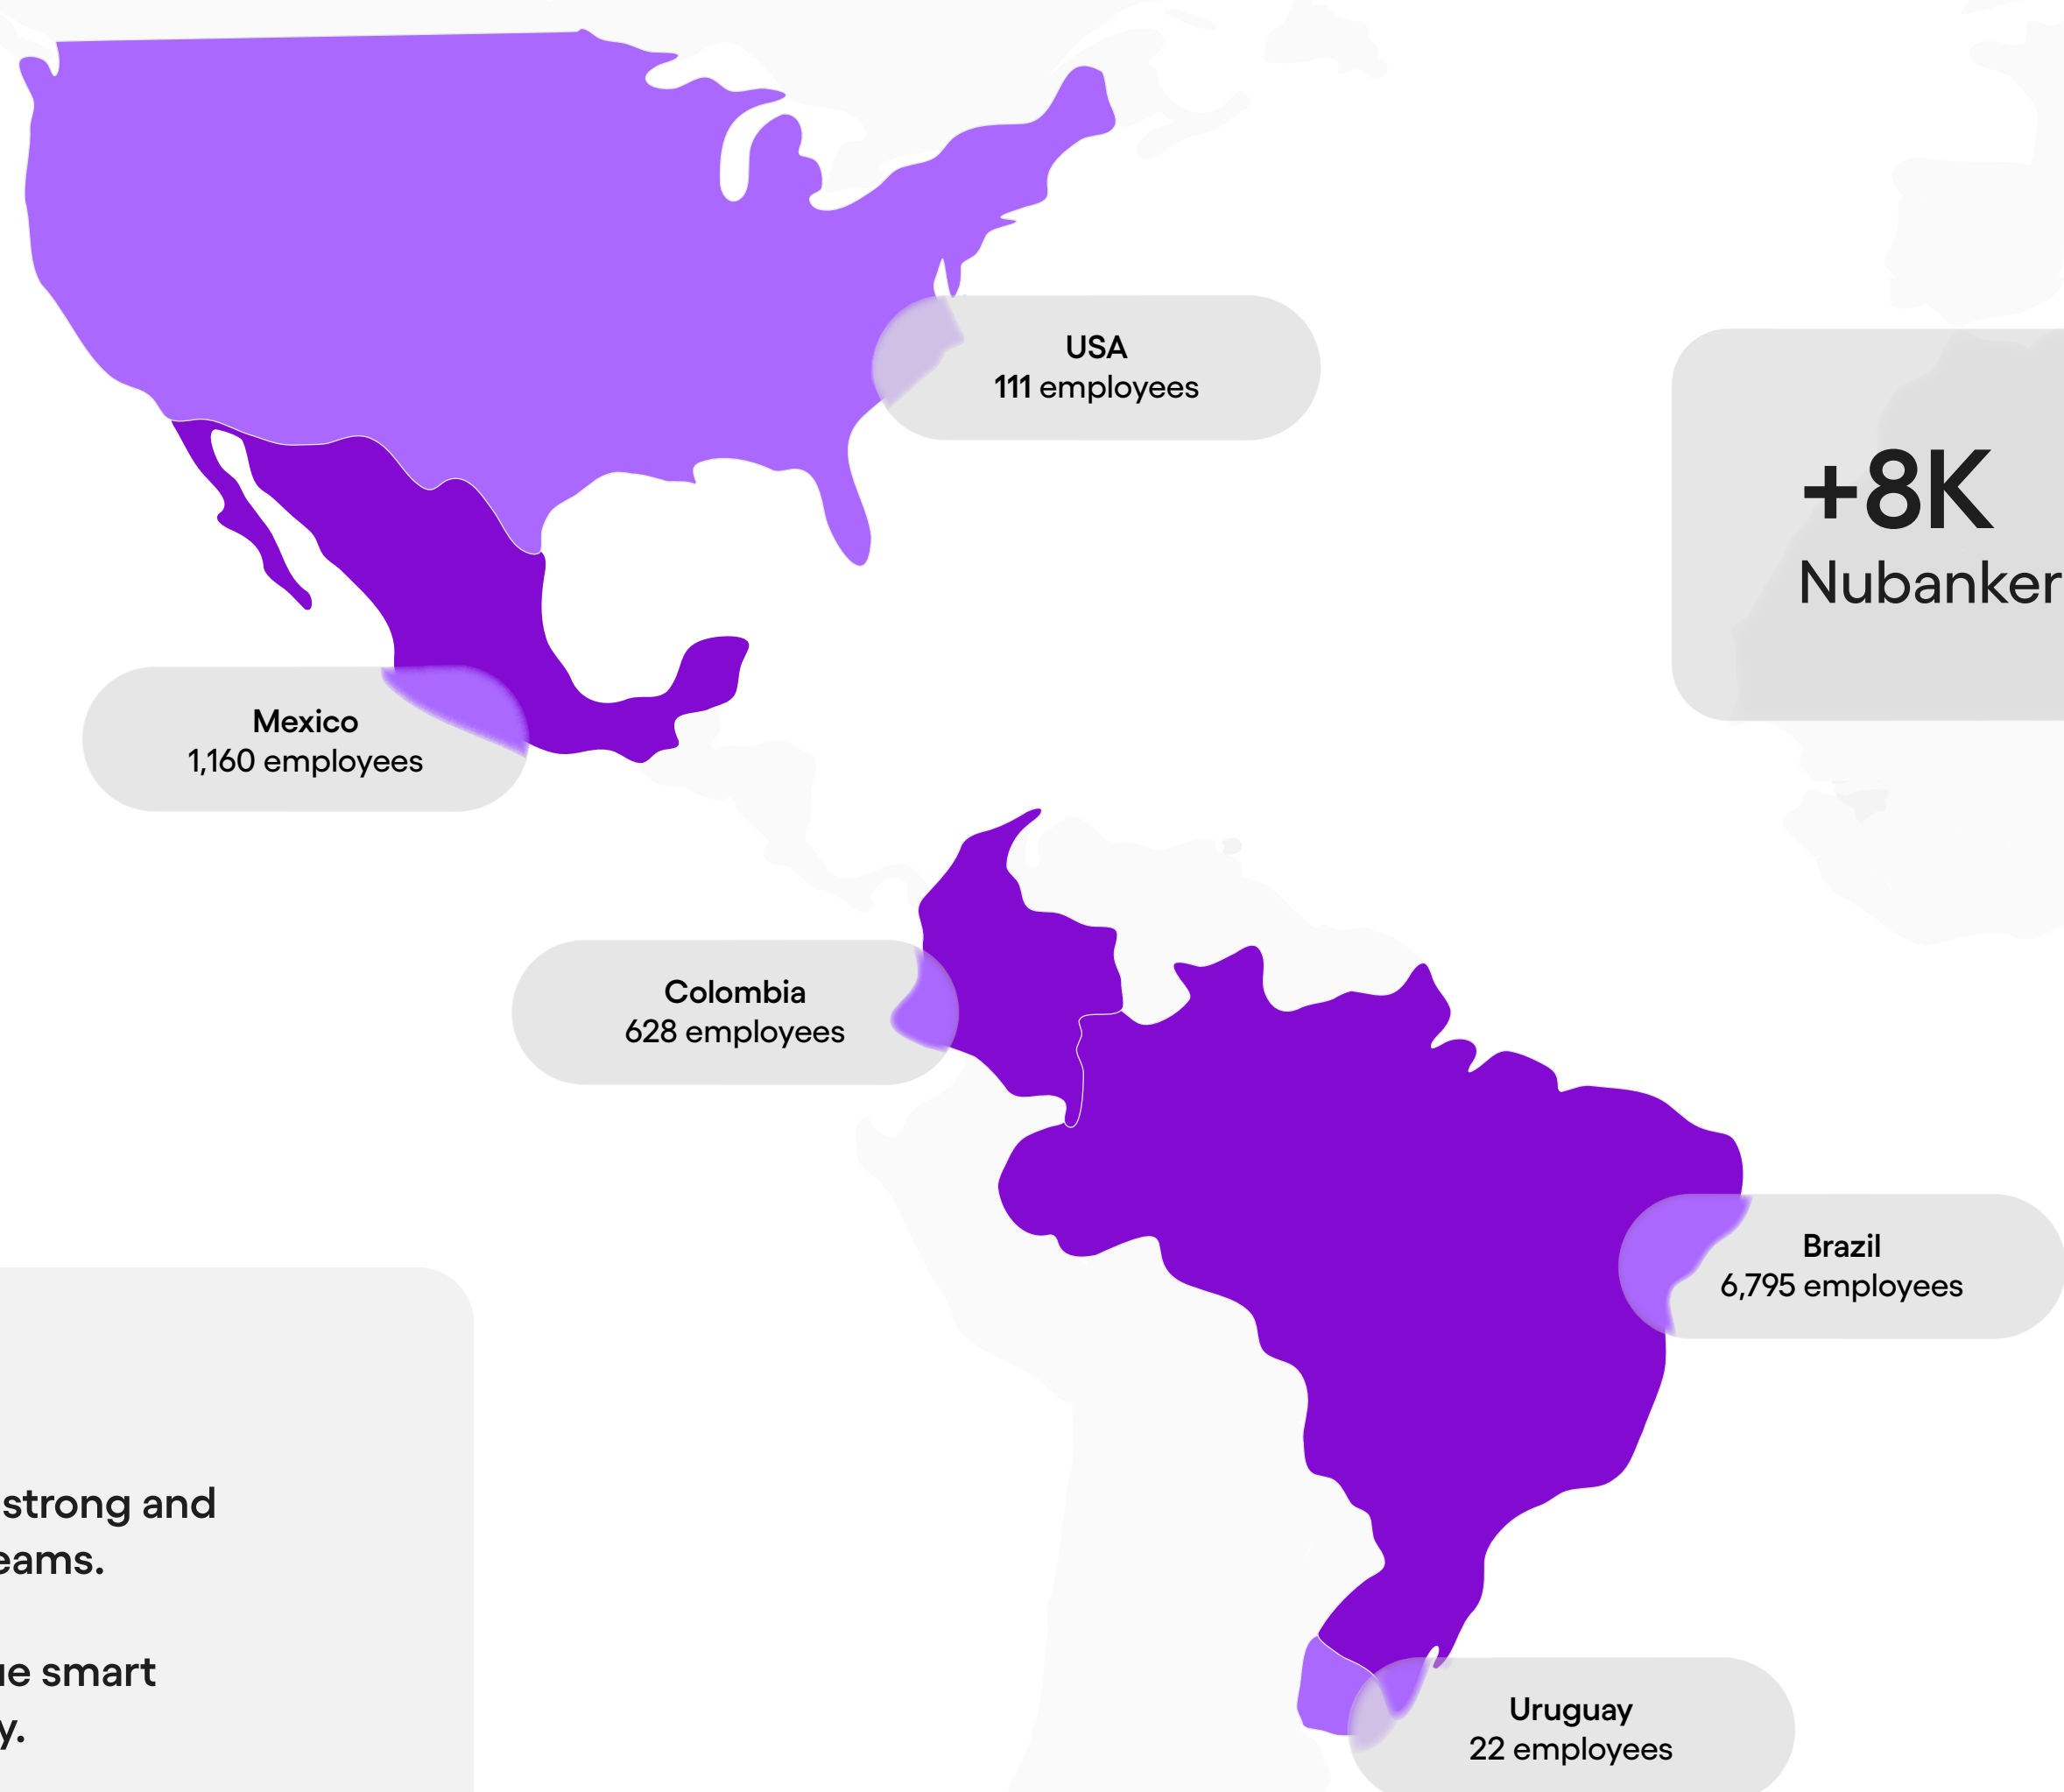 USA
111 employees
+8K
Nubanker
Mexico
1,160 employees
Colombia
628 employees
Brazil
6,795 employees
strong and
eams.
ue smart
y.
Uruguay
22 employees